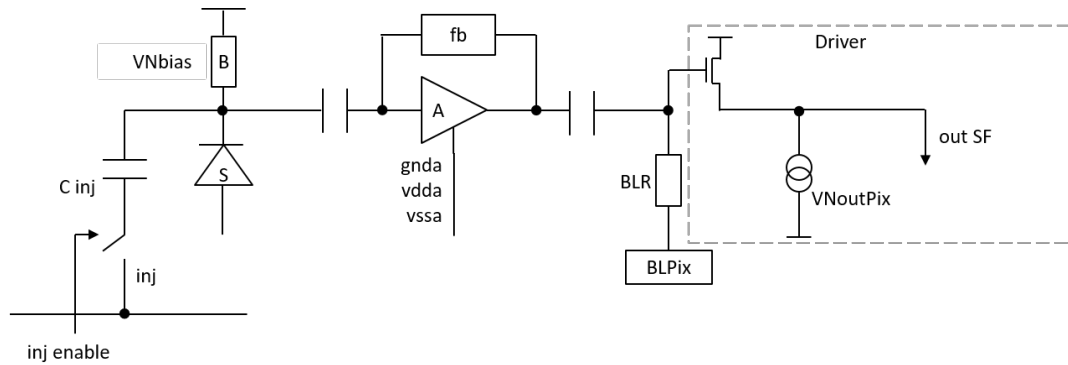 fb
Driver
VNbias
B
A
out SF
gnda
vdda
vssa
S
C inj
BLR
VNoutPix
BLPix
inj
inj enable